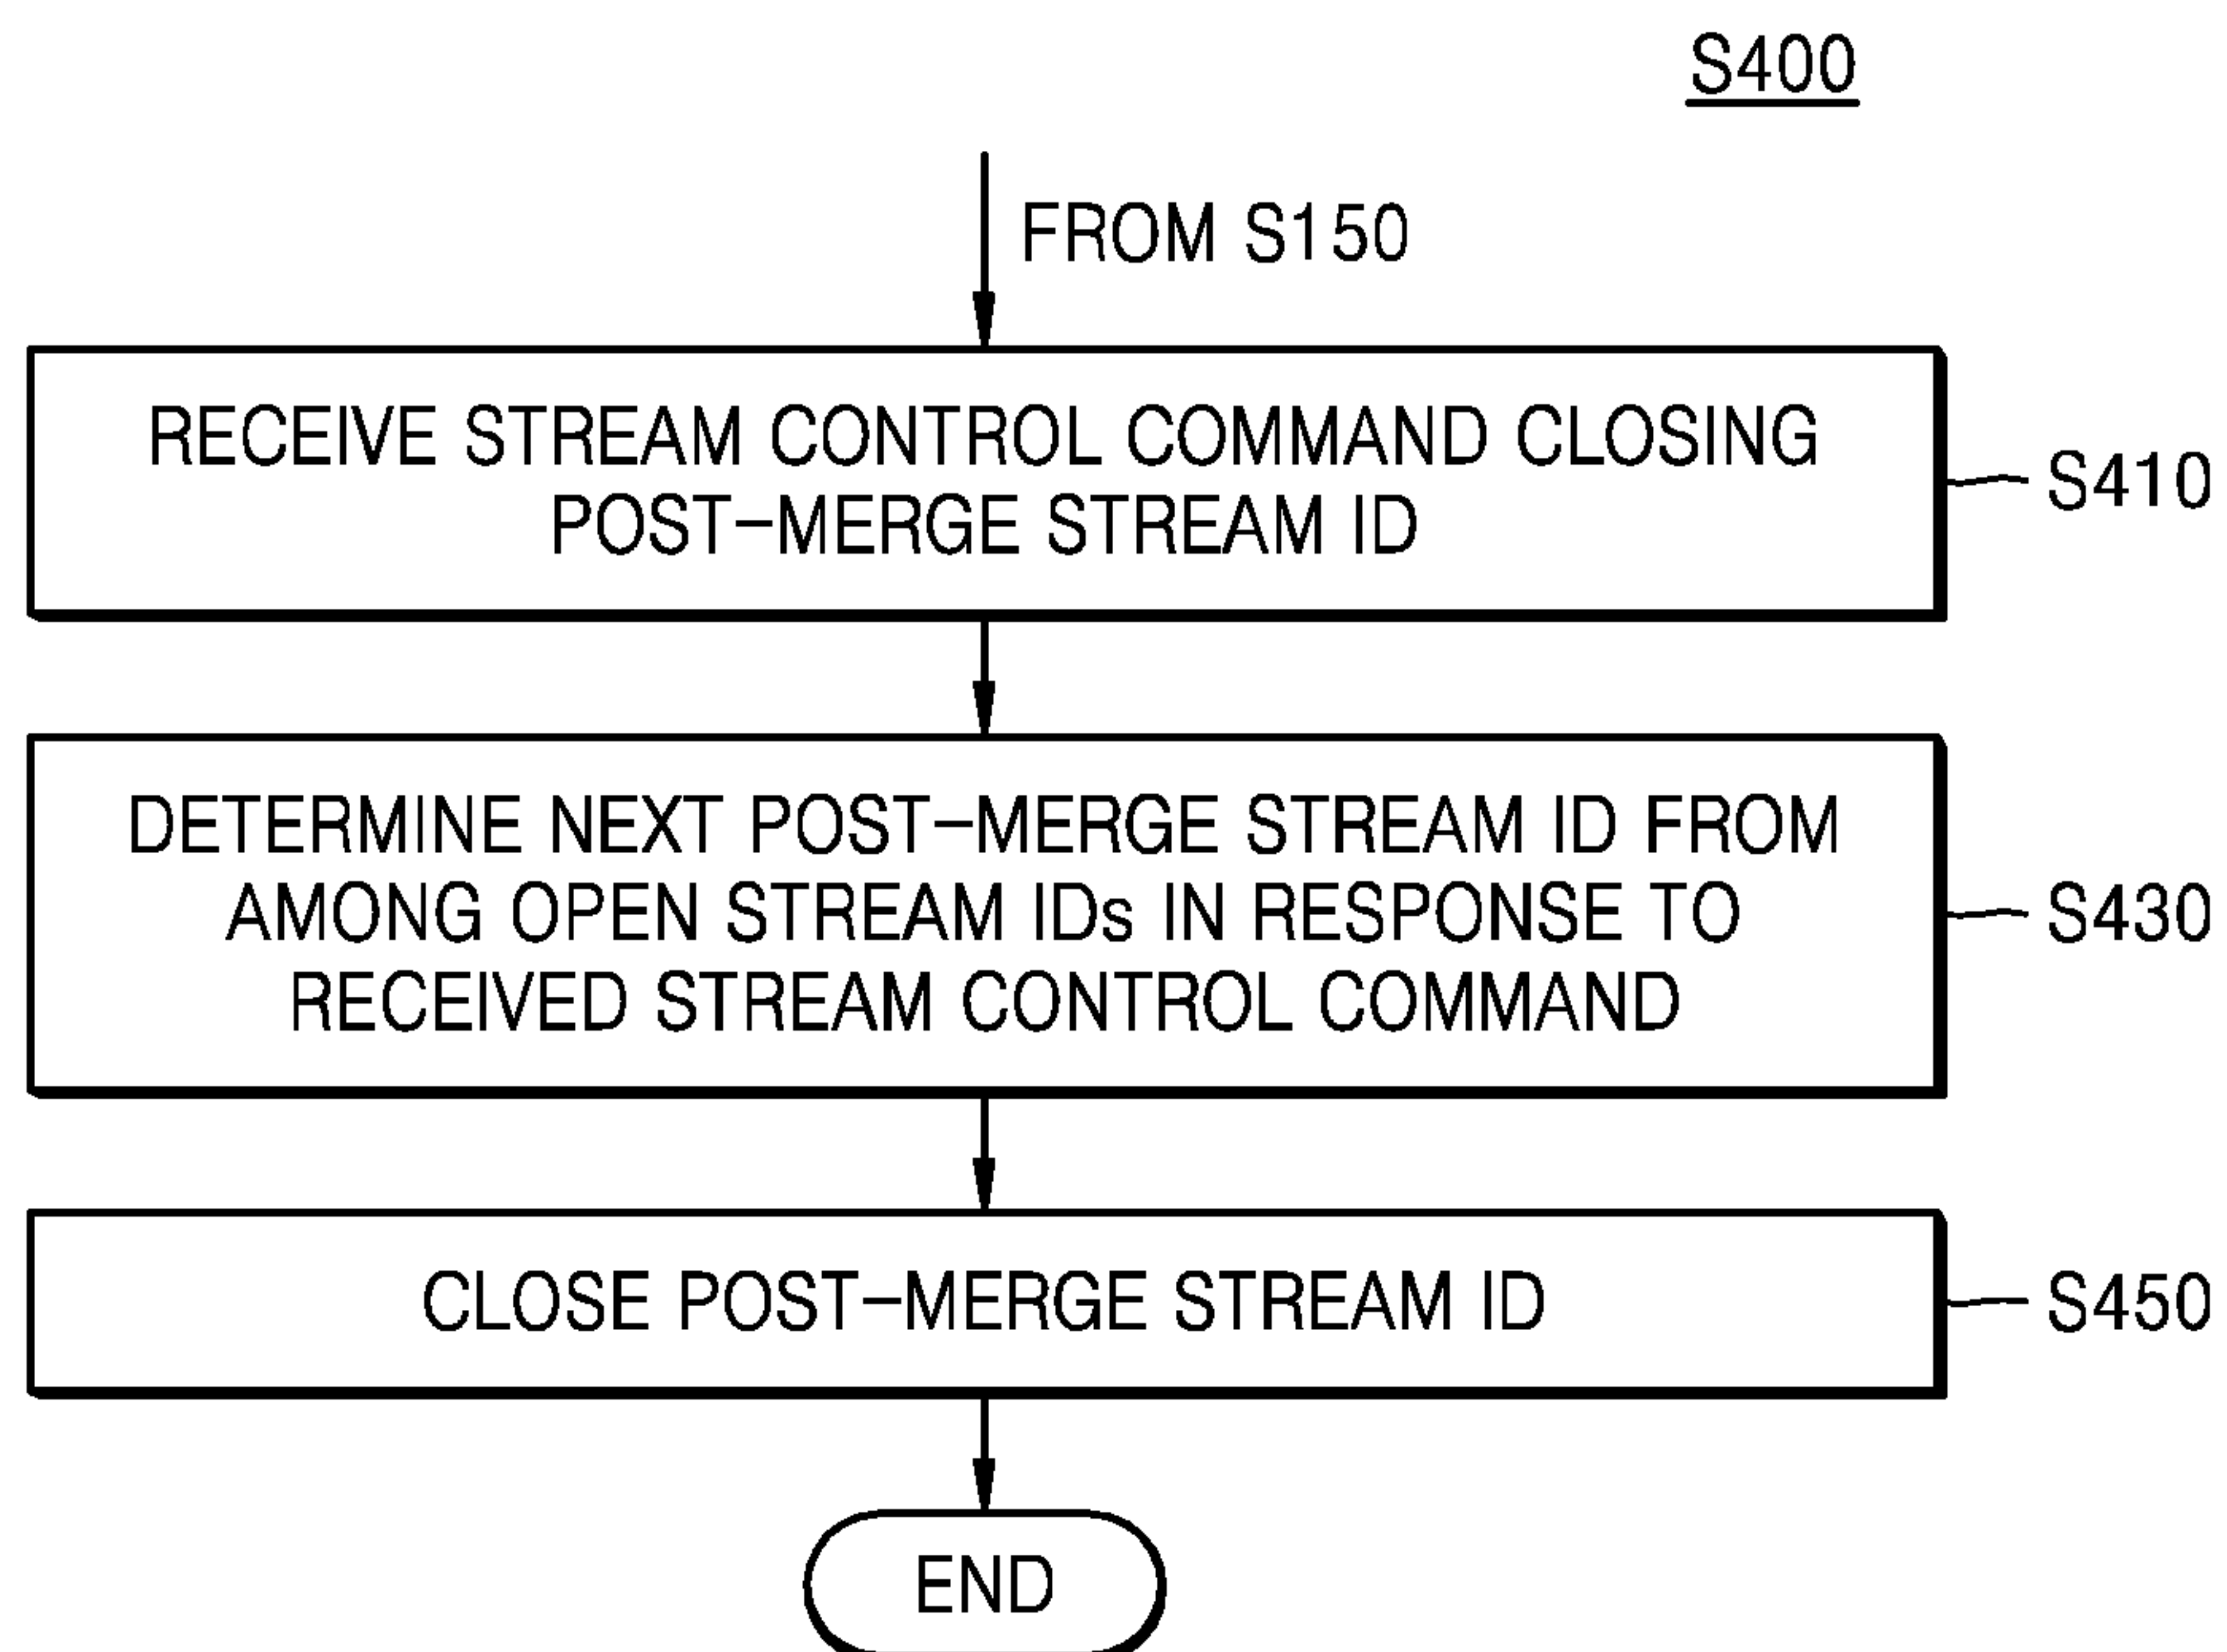 S400
FROM S150
RECEIVE STREAM CONTROL COMMAND CLOSING
POST-MERGE STREAM ID
S410
DETERMINE NEXT POST-MERGE STREAM ID FROM
AMONG OPEN STREAM IDs IN RESPONSE TO
RECEIVED STREAM CONTROL COMMAND
S430
CLOSE POST-MERGE STREAM ID
S450
END